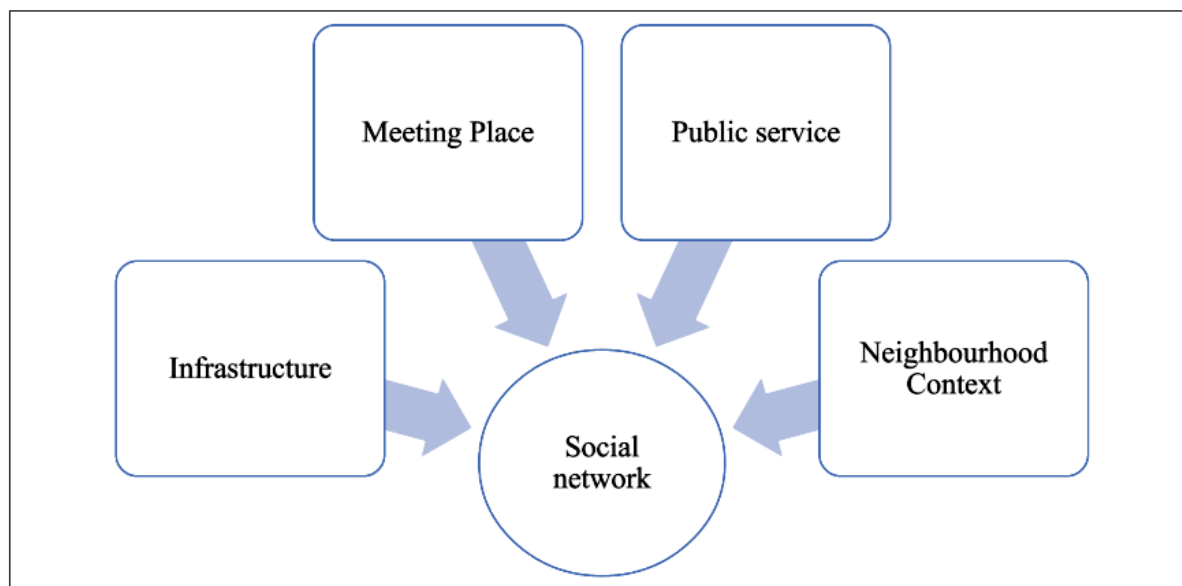 Meeting Place
Public service
Infrastructure
Neighbourhood
Context
Social
network